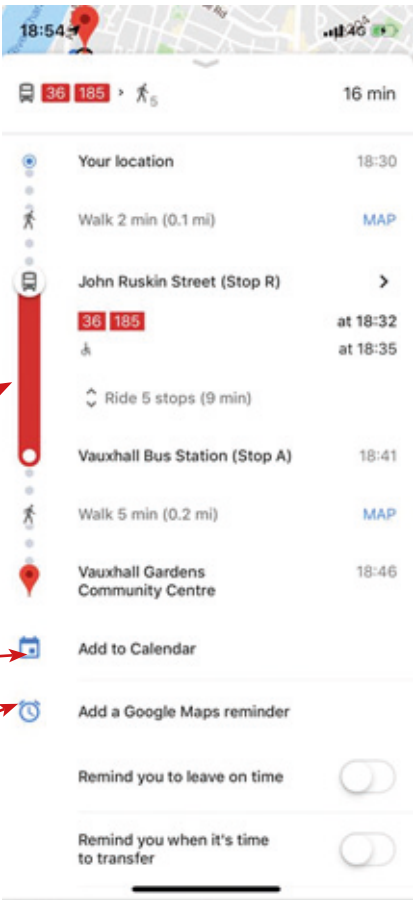 18:54
36 185 5 16 min
Your location 18:30
Walk 2 min (0.1 mi) MAP
John Ruskin Street (Stop R)
36 185 at 18:32
at 18:35
Ride 5 stops (9 min)
Vauxhall Bus Station (Stop A) 18:41
Walk 5 min (0.2 mi) MAP
Vauxhall Gardens 18:46
Community Centre
Add to Calendar
Add a Google Maps reminder
Remind you to leave on time
Remind you when it's time
to transfer